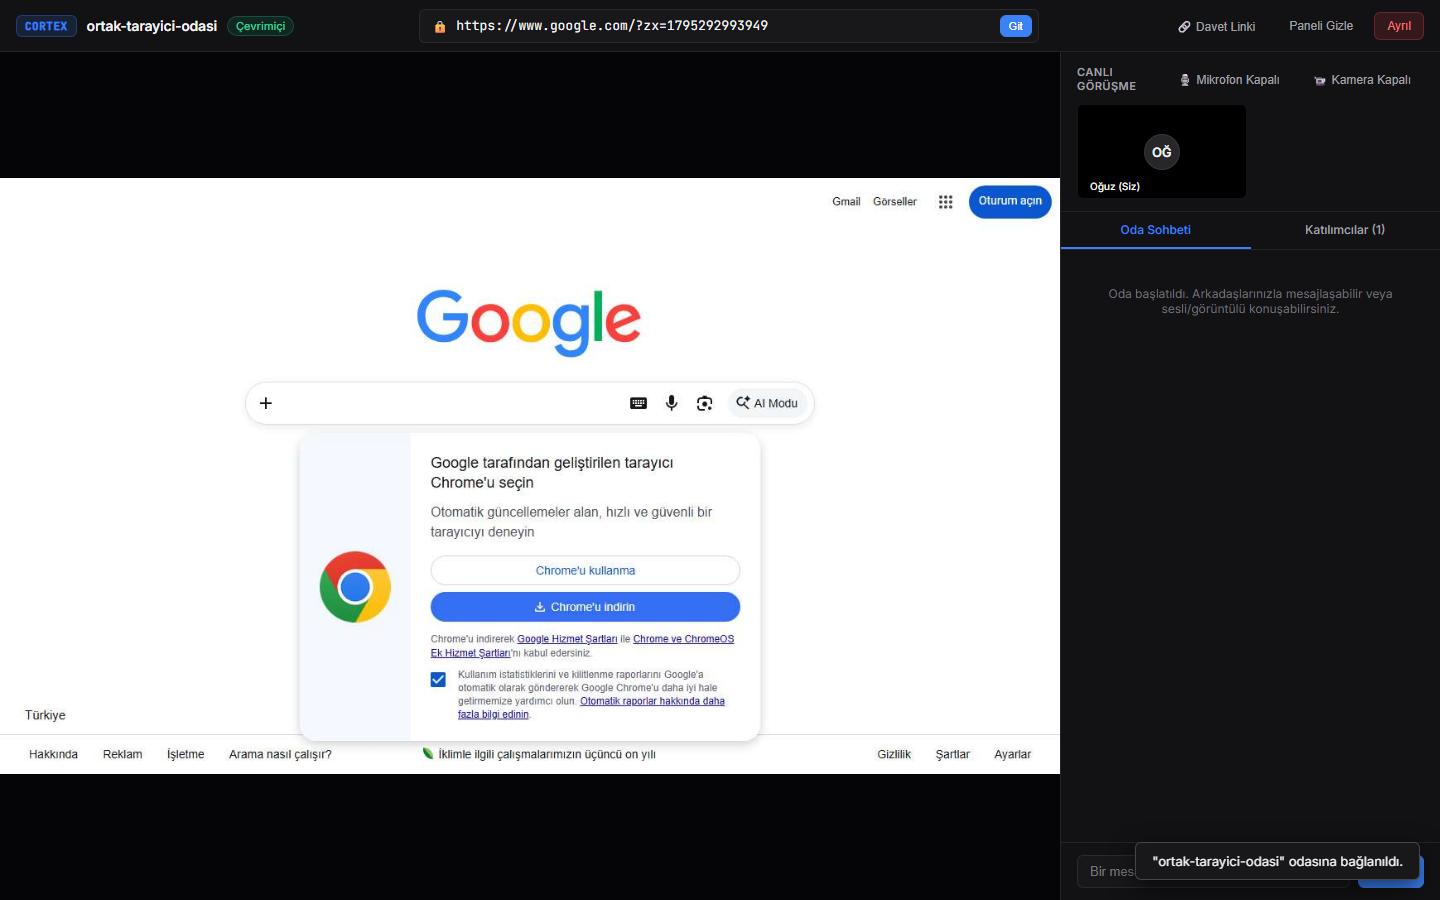 CORTEX ortak-tarayici-odasi Çevrimiçi
https://www.google.com/?zx=1795292993949 Git
Davet Linki Paneli Gizle Ayrıl
Gmail Görseller Oturum açın
Google
AI Modu
Google tarafından geliştirilen tarayıcı
Chrome'u seçin
Otomatik güncellemeler alan, hızlı ve güvenli bir
tarayıcıyı deneyin
Chrome'u kullanma
Chrome'u indirin
Chrome'u indirerek Google Hizmet Şartları ile Chrome ve ChromeOS
Ek Hizmet Şartları'nı kabul edersiniz.
Kullanım istatistiklerini ve kilitlenme raporlarını Google'a
otomatik olarak göndererek Google Chrome'u daha iyi hale
getirmemize yardımcı olun. Otomatik raporlar hakkında daha
fazla bilgi edinin.
Türkiye
Hakkında Reklam İşletme Arama nasıl çalışır?
İklimle ilgili çalışmalarımızın üçüncü on yılı
Gizlilik Şartlar Ayarlar
CANLI
GÖRÜŞME
Mikrofon Kapalı
Kamera Kapalı
OĞ
Oğuz (Siz)
Oda Sohbeti
Katılımcılar (1)
Oda başlatıldı. Arkadaşlarınızla mesajlaşabilir veya
sesli/görüntülü konuşabilirsiniz.
Bir
"ortak-tarayici-odasi" odasına bağlanıldı.